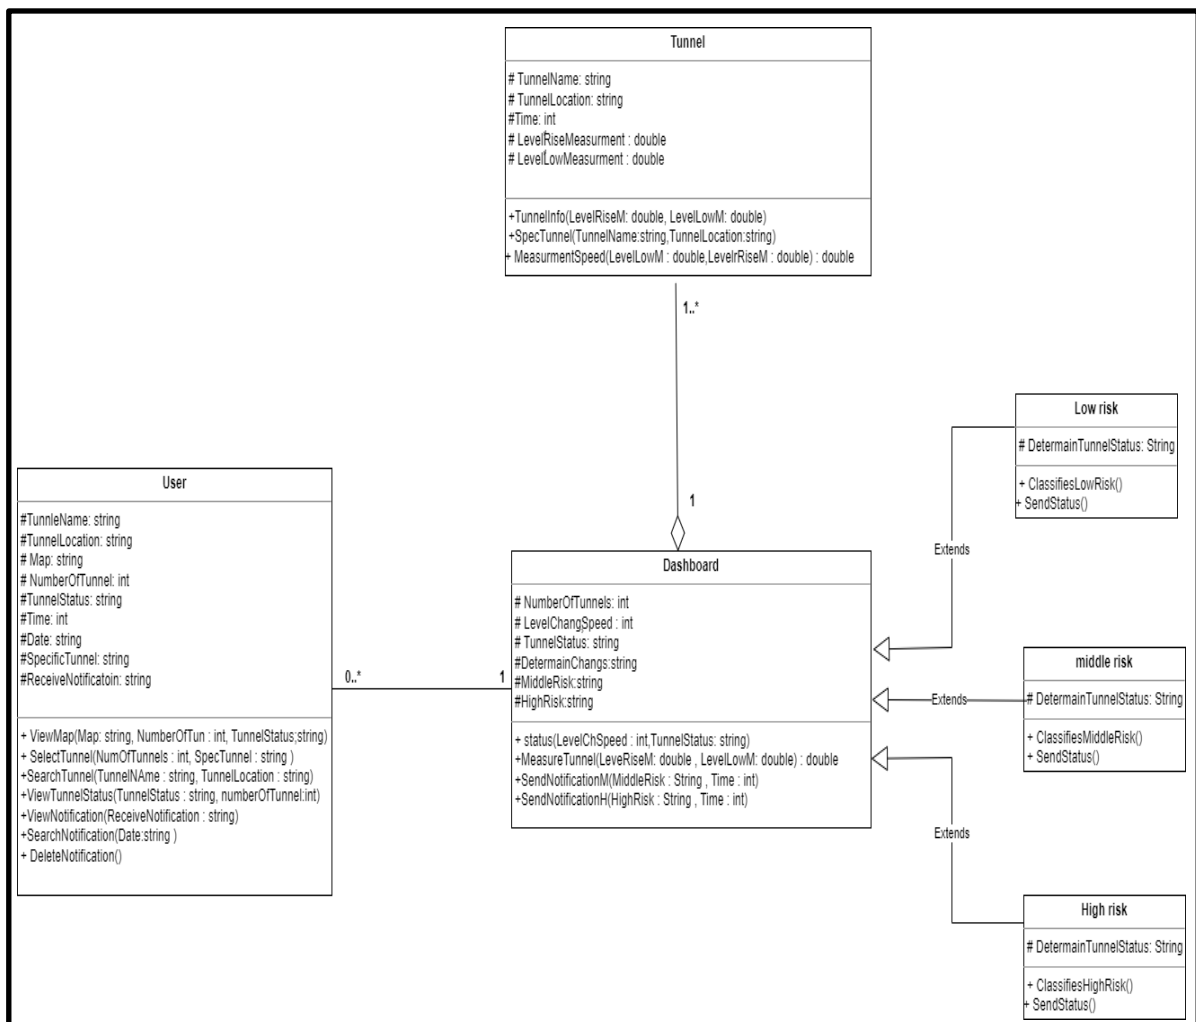 Tunnel
# TunnelName: string
# TunnelLocation: string
#Time: int
# LevelRiseMeasurment : double
# LevelLowMeasurment : double
+TunnelInfo(LevelRiseM: double, LevelLowM: double)
+SpecTunnel(TunnelName:string,TunnelLocation:string)
+ MeasurmentSpeed(LevelLowM : double,LevelrRiseM : double) : double
1..*
1
User
#TunnleName: string
#TunnelLocation: string
# Map: string
# NumberOfTunnel: int
#TunnelStatus: string
#Time: int
#Date: string
#SpecificTunnel: string
#ReceiveNotificatoin: string
+ ViewMap(Map: string, NumberOfTun : int, TunnelStatus;string)
+ SelectTunnel(NumOfTunnels : int, SpecTunnel : string )
+SearchTunnel(TunnelNAme : string, TunnelLocation : string)
+ViewTunnelStatus(TunnelStatus : string, numberOfTunnel:int)
+ViewNotification(ReceiveNotification : string)
+SearchNotification(Date:string )
+ DeleteNotification()
0..*
1
Dashboard
# NumberOfTunnels: int
# LevelChangSpeed : int
# TunnelStatus: string
#DetermainChangs:string
#MiddleRisk:string
#HighRisk:string
+ status(LevelChSpeed : int,TunnelStatus: string)
+MeasureTunnel(LeveRiseM: double , LevelLowM: double) : double
+SendNotificationM(MiddleRisk : String , Time : int)
+SendNotificationH(HighRisk : String , Time : int)
Low risk
# DetermainTunnelStatus: String
+ ClassifiesLowRisk()
+ SendStatus()
Extends
middle risk
# DetermainTunnelStatus: String
+ ClassifiesMiddleRisk()
+ SendStatus()
Extends
High risk
# DetermainTunnelStatus: String
+ ClassifiesHighRisk()
+ SendStatus()
Extends